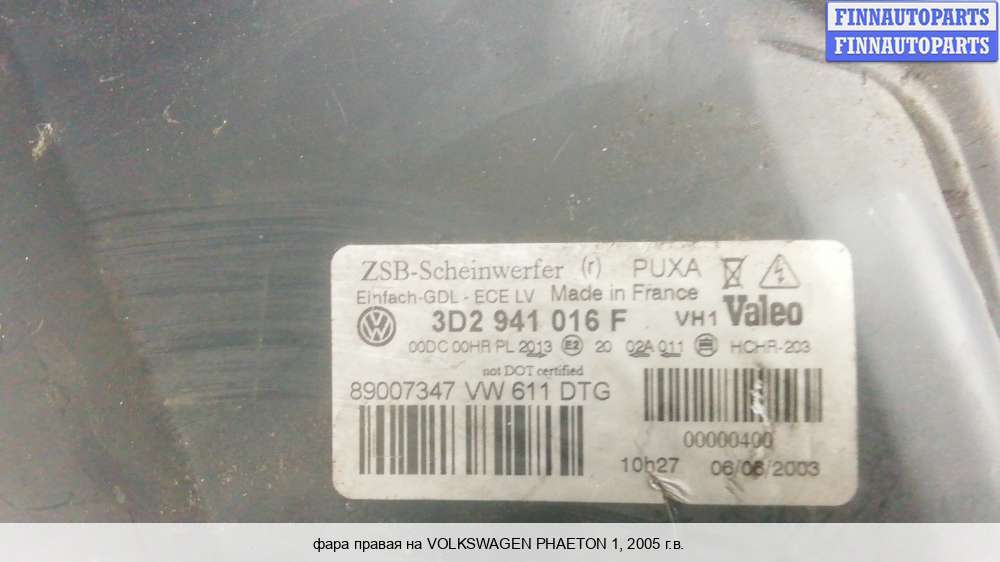 FINNAUTOPARTS
FINNAUTOPARTS
ZSB-Scheinwerfer (r) PUXA
Einfach-GDL - ECE LV Made in France
3D2 941 016 F VH1 Valeo
00DC 00HR PL 2013 E2 20 02A 011 HCHR-203
not DOT certified
89007347 VW 611 DTG
00000400
10h27 06/06/2003
фара правая на VOLKSWAGEN PHAETON 1, 2005 г.в.